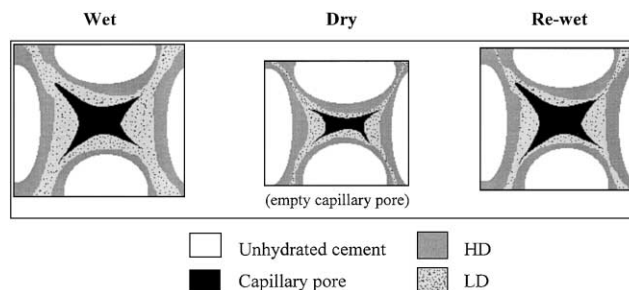 Wet Dry Re-wet
(empty capillary pore)
Unhydrated cement HD
Capillary pore LD